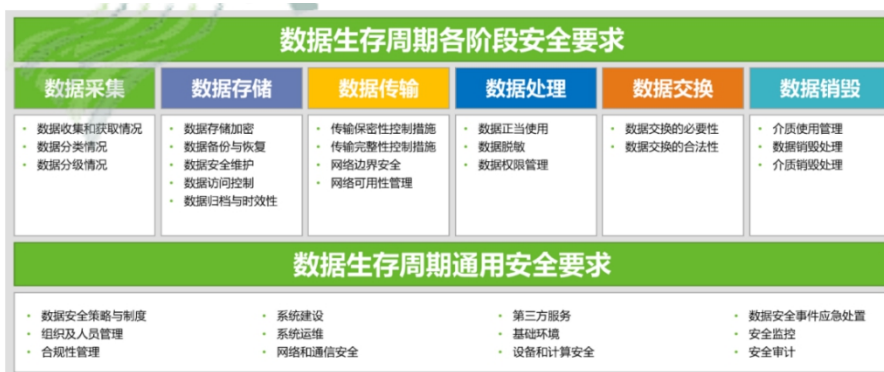 数据生存周期各阶段安全要求
数据采集
数据收集和获取情况
数据分类情况
数据分级情况
数据存储
数据存储加密
数据备份与恢复
数据安全维护
数据访问控制
数据归档与时效性
数据传输
传输保密性控制措施
传输完整性控制措施
网络边界安全
网络可用性管理
数据处理
数据正当使用
数据脱敏
数据权限管理
数据交换
数据交换的必要性
数据交换的合法性
数据销毁
介质使用管理
数据销毁处理
介质销毁处理
数据生存周期通用安全要求
数据安全策略与制度
组织及人员管理
合规性管理
系统建设
系统运维
网络和通信安全
第三方服务
基础环境
设备和计算安全
数据安全事件应急处置
安全监控
安全审计